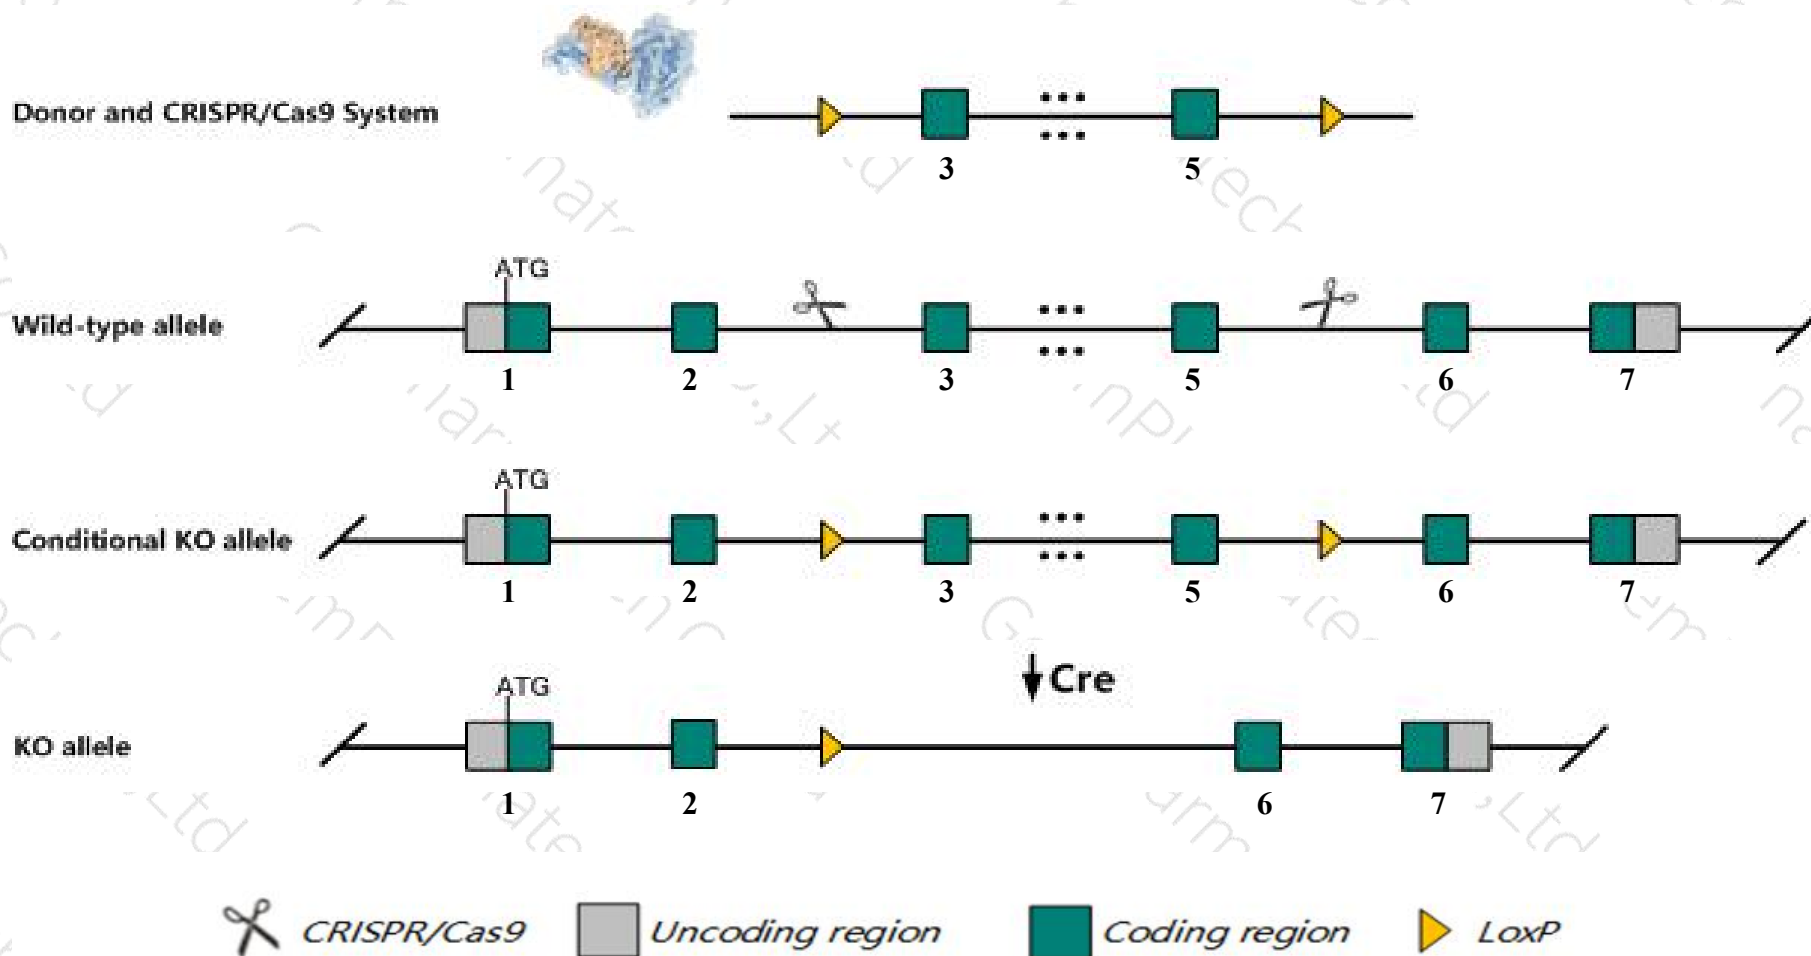 Donor and CRISPR/Cas9 System
3 5
ATG
Wild-type allele
1 2 3 5 6 7
ATG
Conditional KO allele
1 2 3 5 6 7
Cre
ATG
KO allele
1 2 6 7
CRISPR/Cas9 Uncoding region Coding region LoxP